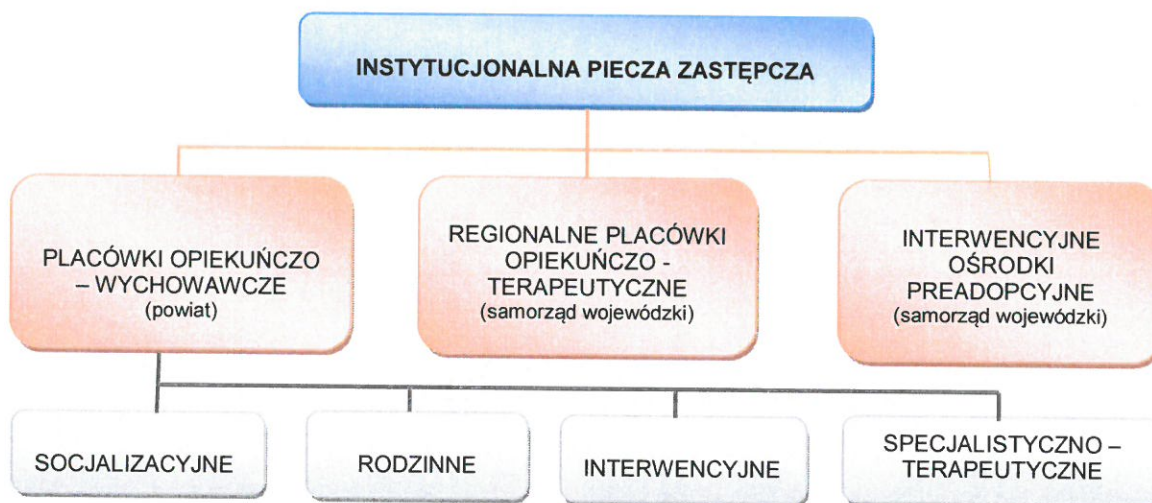 INSTYTUCJONALNA PIECZA ZASTĘPCZA
PLACÓWKI OPIEKUŃCZO
– WYCHOWAWCZE
(powiat)
REGIONALNE PLACÓWKI
OPIEKUŃCZO -
TERAPEUTYCZNE
(samorząd wojewódzki)
INTERWENCYJNE
OŚRODKI
PREADOPCYJNE
(samorząd wojewódzki)
SOCJALIZACYJNE
RODZINNE
INTERWENCYJNE
SPECJALISTYCZNO –
TERAPEUTYCZNE